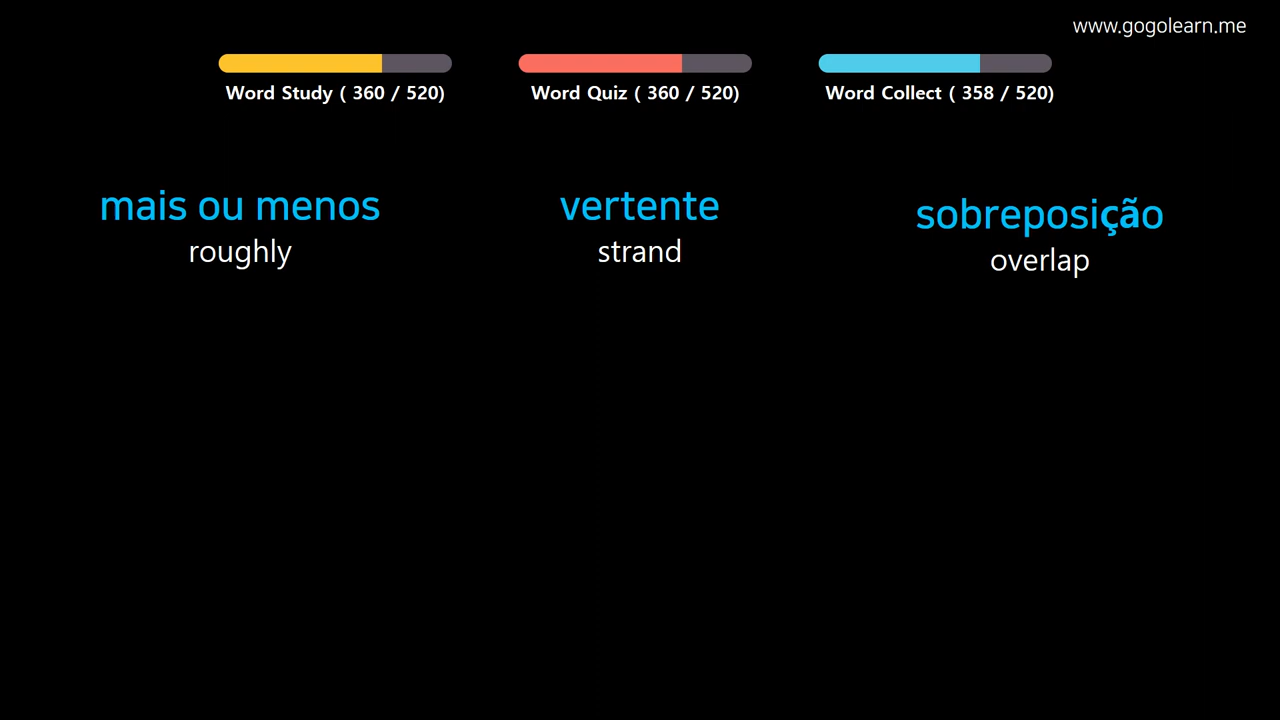 www.gogolearn.me
Word Study ( 360 / 520)
Word Quiz ( 360 / 520)
Word Collect ( 358 / 520)
mais ou menos
roughly
vertente
strand
sobreposição
overlap